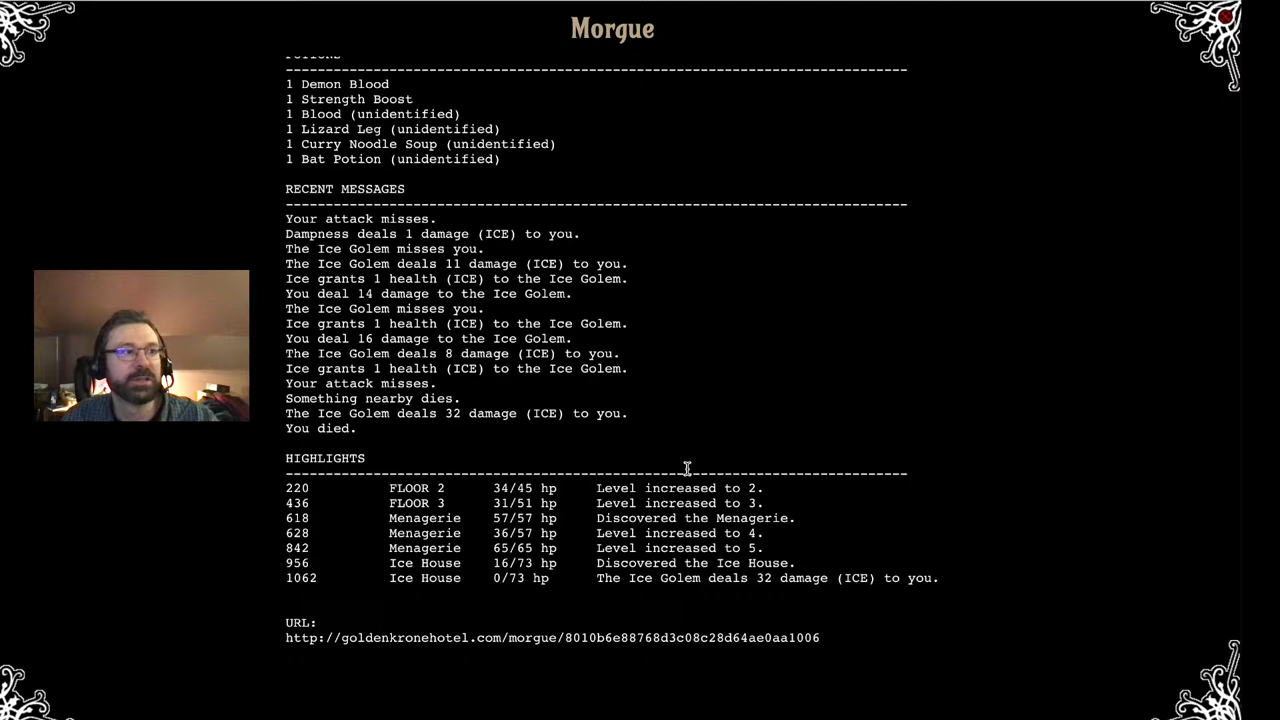 Morgue
POTIONS
1 Demon Blood
1 Strength Boost
1 Blood (unidentified)
1 Lizard Leg (unidentified)
1 Curry Noodle Soup (unidentified)
1 Bat Potion (unidentified)
RECENT MESSAGES
Your attack misses.
Dampness deals 1 damage (ICE) to you.
The Ice Golem misses you.
The Ice Golem deals 11 damage (ICE) to you.
Ice grants 1 health (ICE) to the Ice Golem.
You deal 14 damage to the Ice Golem.
The Ice Golem misses you.
Ice grants 1 health (ICE) to the Ice Golem.
You deal 16 damage to the Ice Golem.
The Ice Golem deals 8 damage (ICE) to you.
Ice grants 1 health (ICE) to the Ice Golem.
Your attack misses.
Something nearby dies.
The Ice Golem deals 32 damage (ICE) to you.
You died.
HIGHLIGHTS
220 FLOOR 2 34/45 hp Level increased to 2.
436 FLOOR 3 31/51 hp Level increased to 3.
618 Menagerie 57/57 hp Discovered the Menagerie.
628 Menagerie 36/57 hp Level increased to 4.
842 Menagerie 65/65 hp Level increased to 5.
956 Ice House 16/73 hp Discovered the Ice House.
1062 Ice House 0/73 hp The Ice Golem deals 32 damage (ICE) to you.
URL:
http://goldenkronehotel.com/morgue/8010b6e88768d3c08c28d64ae0aa1006